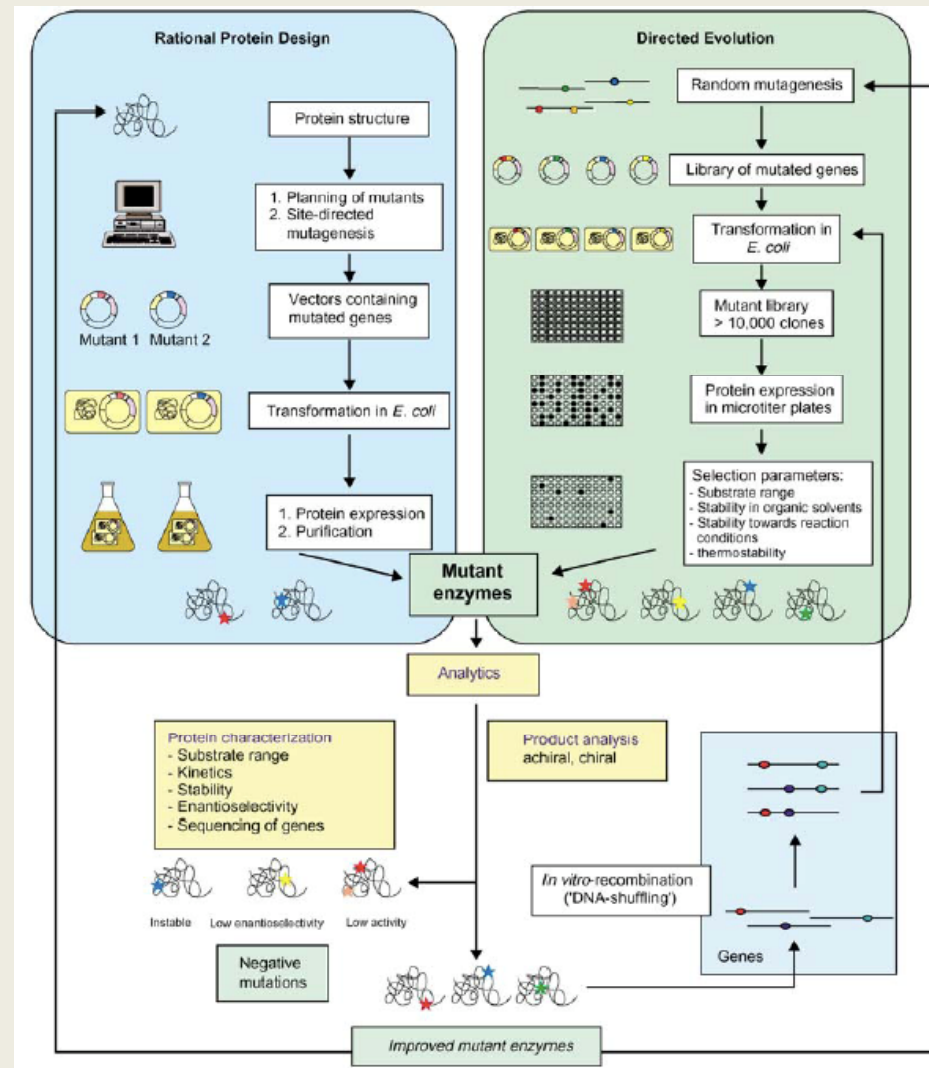 Rational Protein Design
Protein structure
1. Planning of mutants
2. Site-directed
mutagenesis
Vectors containing
mutated genes
Mutant 1 Mutant 2
Transformation in E. coli
1. Protein expression
2. Purification
Directed Evolution
Random mutagenesis
Library of mutated genes
Transformation in
E. coli
Mutant library
> 10,000 clones
Protein expression
in microtiter plates
Selection parameters:
- Substrate range
- Stability in organic solvents
- Stability towards reaction
conditions
- thermostability
Mutant
enzymes
Analytics
Protein characterization
- Substrate range
- Kinetics
- Stability
- Enantioselectivity
- Sequencing of genes
Product analysis
achiral, chiral
Instable
Low enantioselectivity
Low activity
Negative
mutations
In vitro-recombination
('DNA-shuffling')
Genes
Improved mutant enzymes